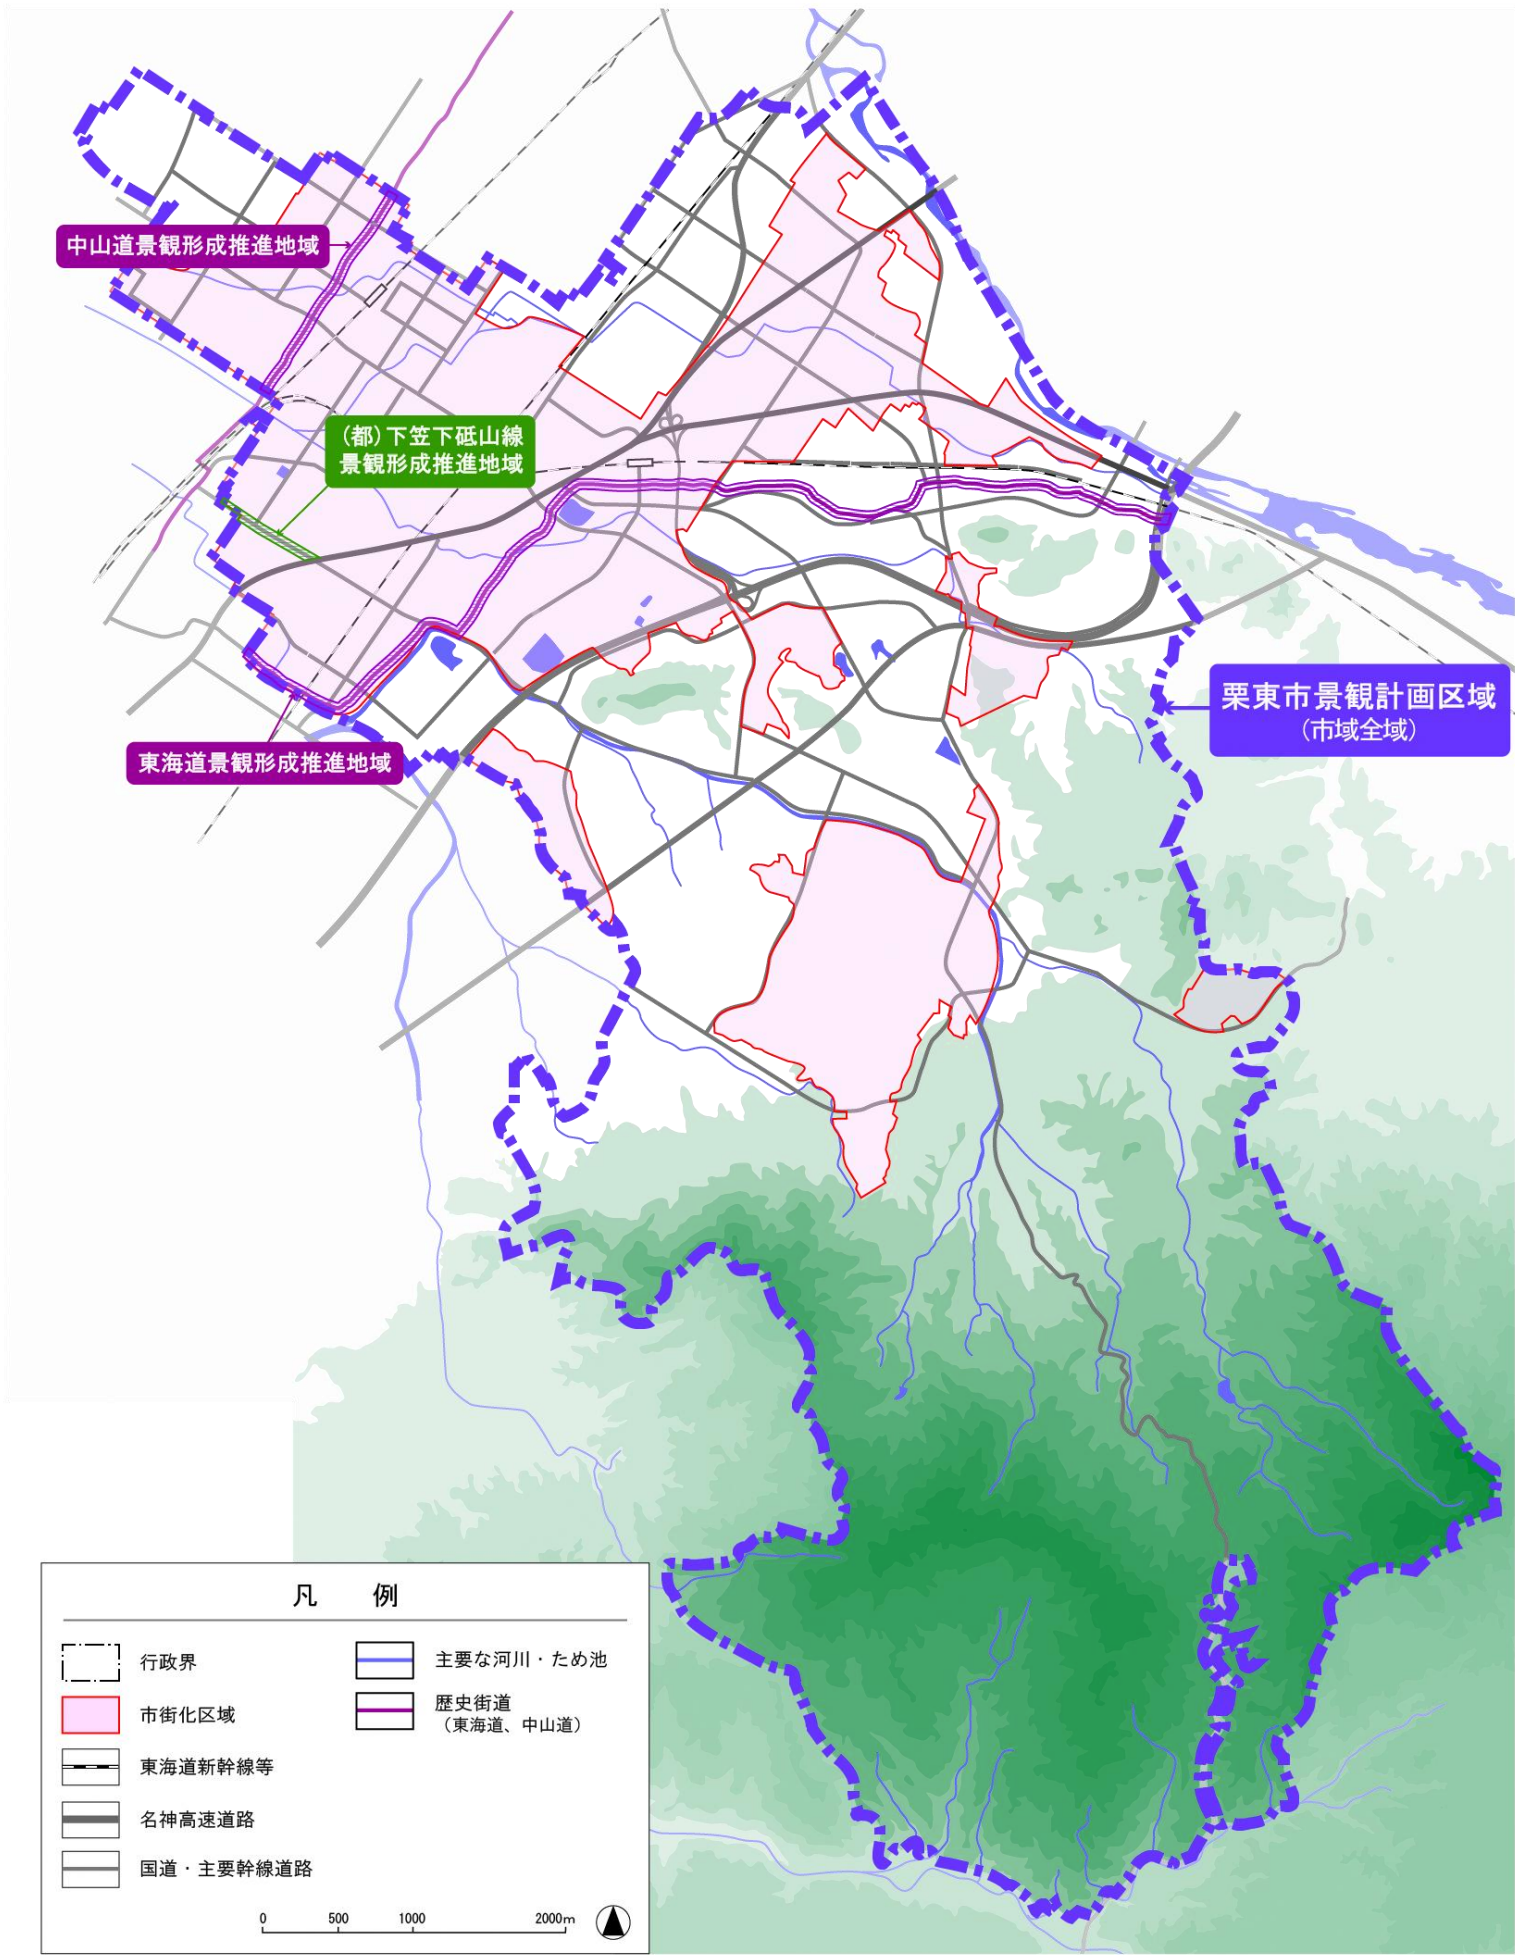 中山道景観形成推進地域
(都)下笠下砥山線
景観形成推進地域
栗東市景観計画区域
(市域全域)
東海道景観形成推進地域
凡 例
行政界
市街化区域
東海道新幹線等
名神高速道路
国道・主要幹線道路
主要な河川・ため池
歴史街道
(東海道、中山道)
0 500 1000 2000m